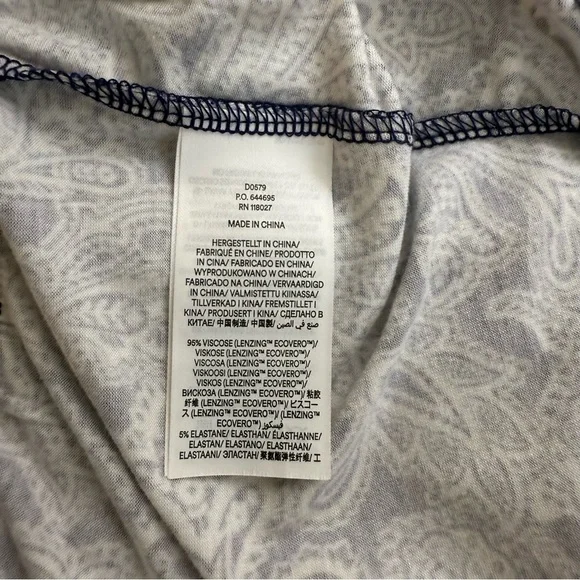 D0579
P.O. 644695
RN 118027
MADE IN CHINA
HERGESTELLT IN CHINA/
FABRIQUÉ EN CHINE/ PRODOTTO
IN CINA/ FABRICADO EN CHINA/
WYPRODUKOWANO W CHINACH/
FABRICADO NA CHINA/ VERVAARDIGD
IN CHINA/ VALMISTETTU KIINASSA/
TILLVERKAD I KINA/ FREMSTILLET I
KINA/ PRODUSERT I KINA/ СДЕЛАНО В
КИТАЕ/ 中国制造/ 中国製/ صنع في الصين
95% VISCOSE (LENZING™ ECOVERO™)/
VISKOSE (LENZING™ ECOVERO™)/
VISCOSA (LENZING™ ECOVERO™)/
VISKOOSI (LENZING™ ECOVERO™)/
VISKOS (LENZING™ ECOVERO™)/
ВИСКОЗА (LENZING™ ECOVERO™)/ 粘胶
纤维 (LENZING™ ECOVERO™)/ ビスコー
ス (LENZING™ ECOVERO™)/ (LENZING™
ECOVERO™) فيسكوز/
5% ELASTANE/ ELASTHAN/ ÉLASTHANNE/
ELASTAN/ ELASTANO/ ELASTHAAN/
ELASTAANI/ ЭЛАСТАН/ 聚氨酯弹性纤维/ エ